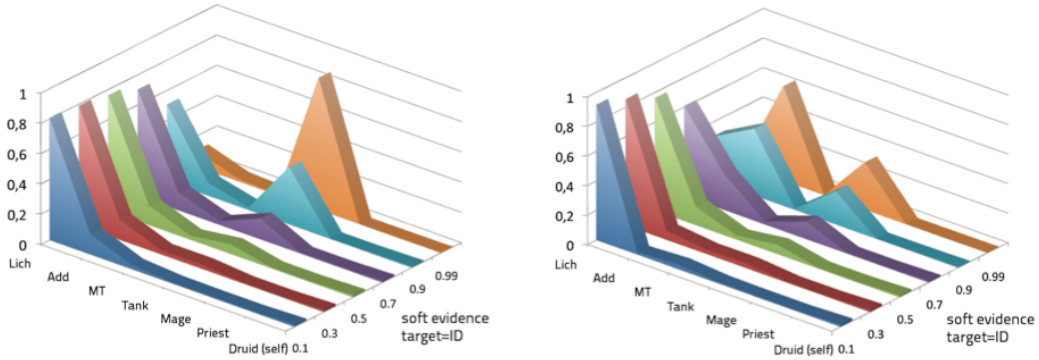 1
0,8
0,6
0,4
0,2
0
Lich
Add
MT
Tank
Mage
Priest
Druid (self)
0.1
0.3
0.5
0.7
0.9
0.99
soft evidence
target=ID
1
0,8
0,6
0,4
0,2
0
Lich
Add
MT
Tank
Mage
Priest
Druid (self)
0.1
0.3
0.5
0.7
0.9
0.99
soft evidence
target=ID